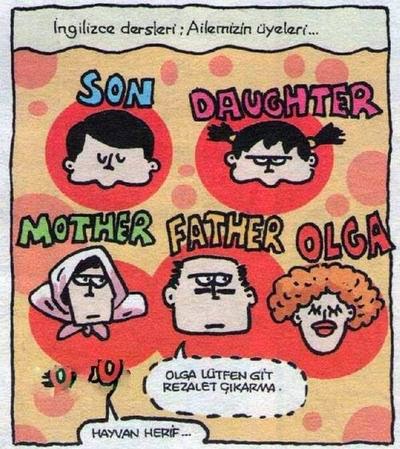 İngilizce dersleri ; Ailemizin üyeleri...
SON DAUGHTER
MOTHER FATHER OLGA
OLGA LÜTFEN GİT
REZALET ÇIKARMA.
HAYVAN HERİF...